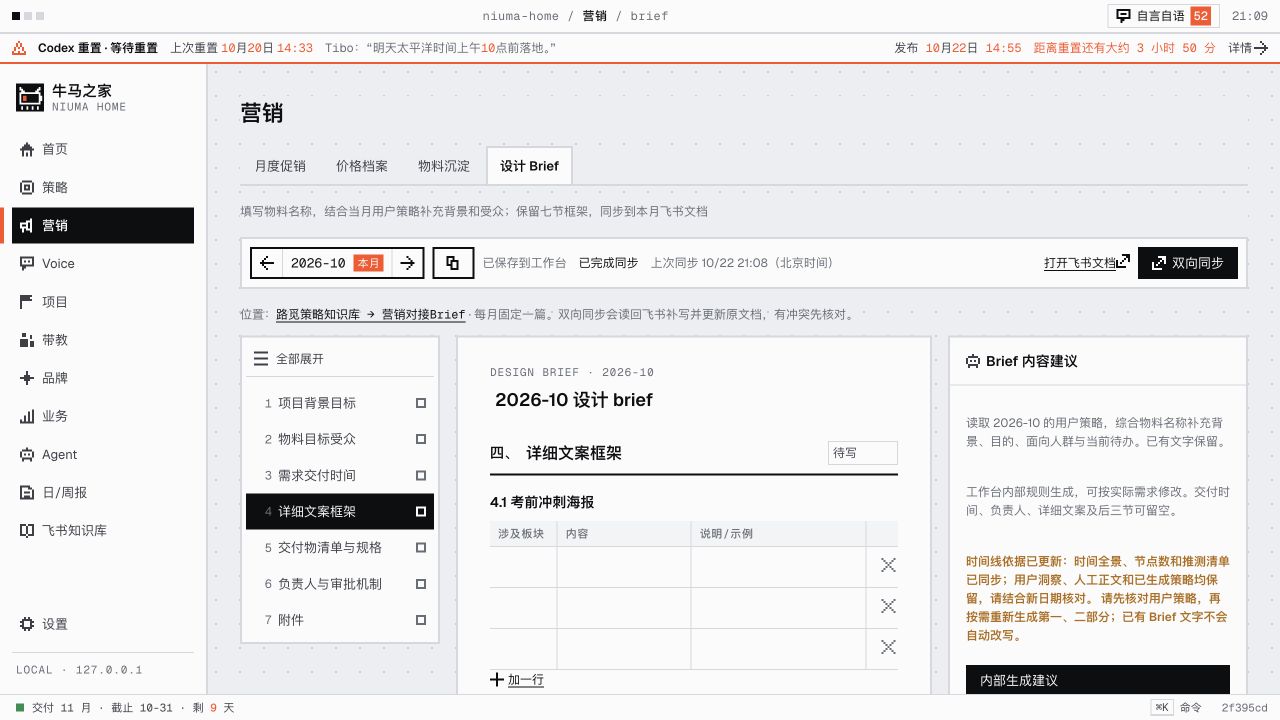 niuma-home / 营销 / brief
自言自语 52
21:09
Codex 重置 · 等待重置 上次重置 10月20日 14:33 Tibo: “明天太平洋时间上午10点前落地。”
发布 10月22日 14:55 距离重置还有大约 3 小时 50 分 详情
牛马之家
NIUMA HOME
首页
策略
营销
Voice
项目
带教
品牌
业务
Agent
日/周报
飞书知识库
设置
LOCAL · 127.0.0.1
营销
月度促销 价格档案 物料沉淀 设计 Brief
填写物料名称，结合当月用户策略补充背景和受众；保留七节框架，同步到本月飞书文档
2026-10 本月 已保存到工作台 已完成同步 上次同步 10/22 21:08（北京时间）
打开飞书文档 双向同步
位置： 路觅策略知识库 → 营销对接Brief · 每月固定一篇。双向同步会读回飞书补写并更新原文档，有冲突先核对。
全部展开
1 项目背景目标
2 物料目标受众
3 需求交付时间
4 详细文案框架
5 交付物清单与规格
6 负责人与审批机制
7 附件
DESIGN BRIEF · 2026-10
2026-10 设计 brief
四、 详细文案框架 待写
4.1 考前冲刺海报
涉及板块 内容 说明/示例
加一行
Brief 内容建议
读取 2026-10 的用户策略，综合物料名称补充背
景、目的、面向人群与当前待办。已有文字保留。
工作台内部规则生成，可按实际需求修改。交付时
间、负责人、详细文案及后三节可留空。
时间线依据已更新：时间全景、节点数和推测清单
已同步；用户洞察、人工正文和已生成策略均保
留，请结合新日期核对。 请先核对用户策略，再
按需重新生成第一、二部分；已有 Brief 文字不会
自动改写。
内部生成建议
交付 11 月 · 截止 10-31 · 剩 9 天
⌘K 命令 2f395cd